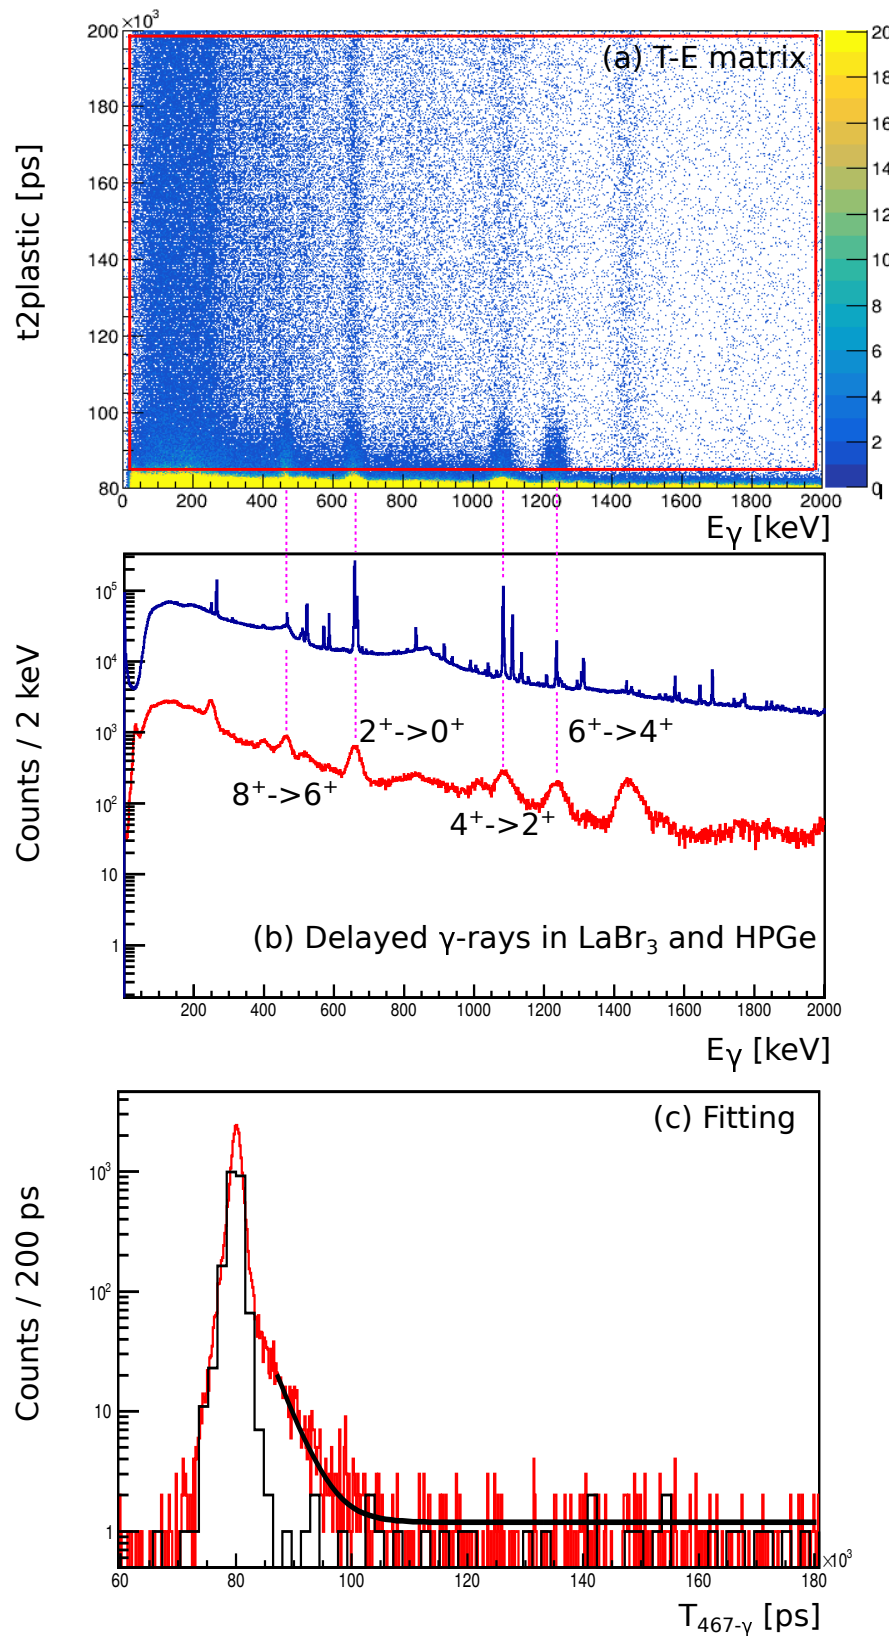 ×10³
200
180
160
140
120
100
80
t2plastic [ps]
(a) T-E matrix
20
18
16
14
12
10
8
6
4
2
0
0 200 400 600 800 1000 1200 1400 1600 1800 2000
Eγ [keV]
10⁵
10⁴
10³
10²
10
1
Counts / 2 keV
2⁺->0⁺
6⁺->4⁺
8⁺->6⁺
4⁺->2⁺
(b) Delayed γ-rays in LaBr₃ and HPGe
200 400 600 800 1000 1200 1400 1600 1800 2000
Eγ [keV]
(c) Fitting
10³
10²
10
1
Counts / 200 ps
×10³
60 80 100 120 140 160 180
T₄₆₇₋γ [ps]